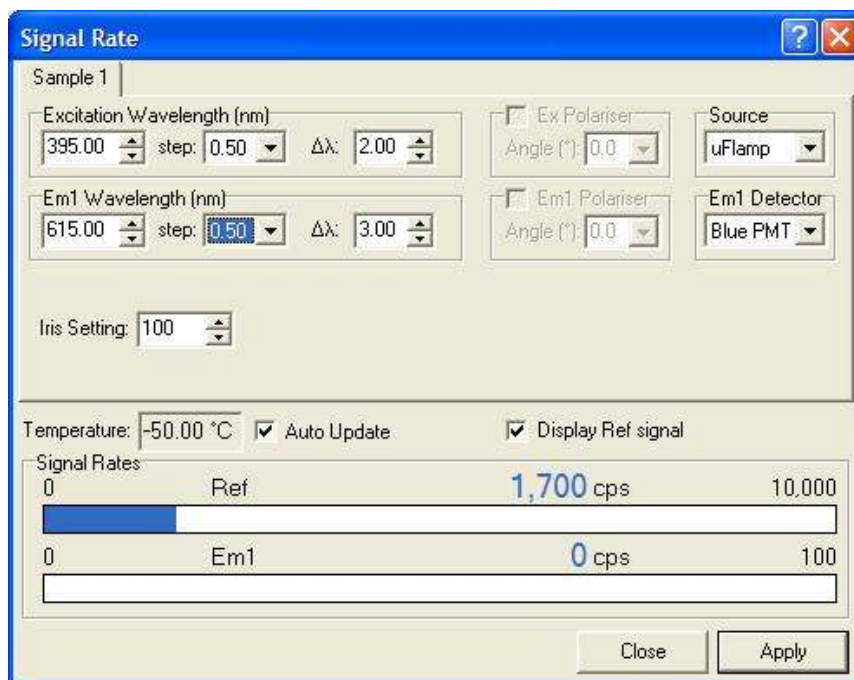 Signal Rate
Sample 1
Excitation Wavelength (nm)
395.00 step: 0.50 Δλ: 2.00
Ex Polariser
Angle (°): 0.0
Source
uFlamp
Em1 Wavelength (nm)
615.00 step: 0.50 Δλ: 3.00
Em1 Polariser
Angle (°): 0.0
Em1 Detector
Blue PMT
Iris Setting: 100
Temperature: -50.00 °C Auto Update Display Ref signal
Signal Rates
0 Ref 1,700 cps 10,000
0 Em1 0 cps 100
Close Apply